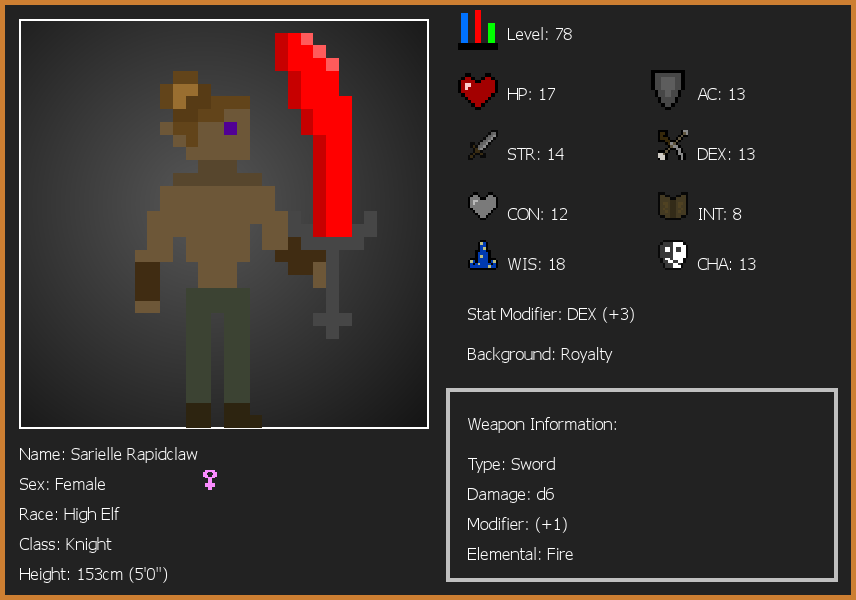 Level: 78
HP: 17
AC: 13
STR: 14
DEX: 13
CON: 12
INT: 8
WIS: 18
CHA: 13
Stat Modifier: DEX (+3)
Background: Royalty
Weapon Information:
Type: Sword
Damage: d6
Modifier: (+1)
Elemental: Fire
Name: Sarielle Rapidclaw
Sex: Female
Race: High Elf
Class: Knight
Height: 153cm (5'0")